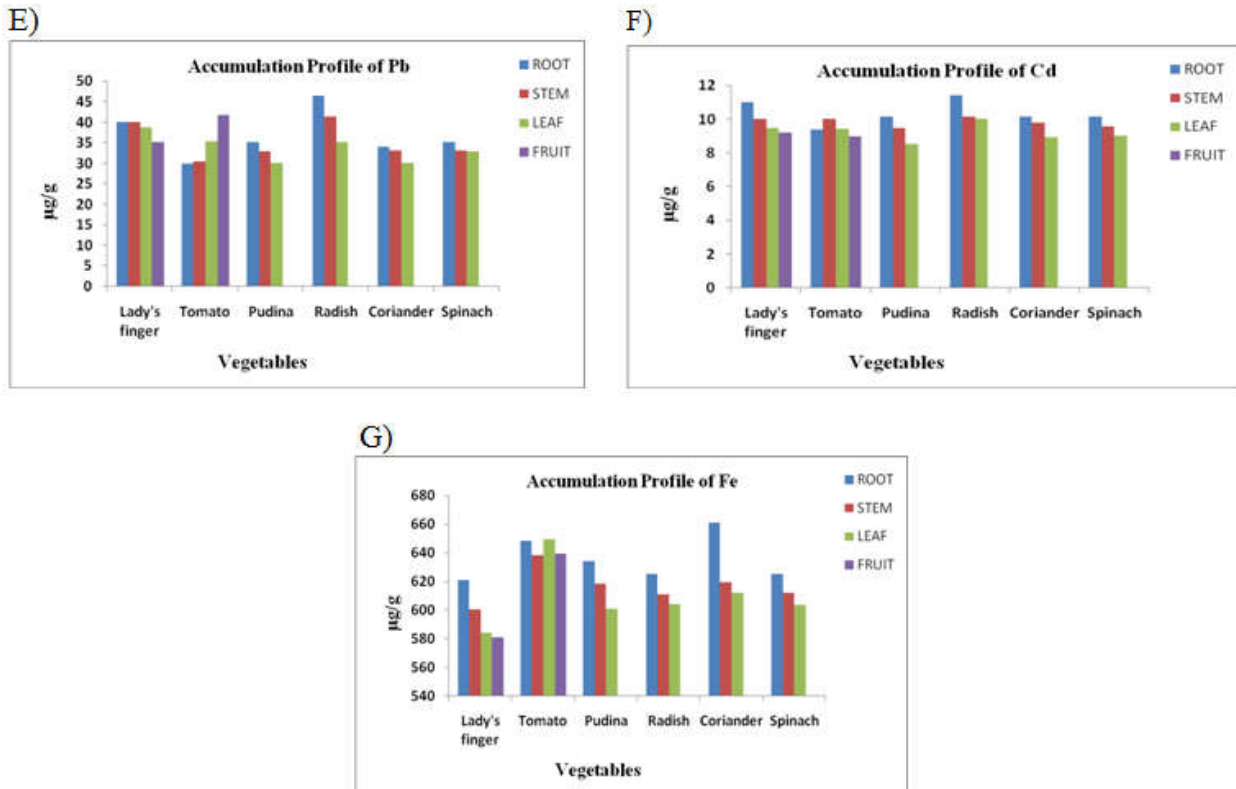 E)
Accumulation Profile of Pb
50
45
40
35
30
25
20
15
10
5
0
µg/g
Lady's finger
Tomato
Pudina
Radish
Coriander
Spinach
Vegetables
ROOT
STEM
LEAF
FRUIT
F)
Accumulation Profile of Cd
12
10
8
6
4
2
0
µg/g
Lady's finger
Tomato
Pudina
Radish
Coriander
Spinach
Vegetables
ROOT
STEM
LEAF
FRUIT
G)
Accumulation Profile of Fe
680
660
640
620
600
580
560
540
µg/g
Lady's finger
Tomato
Pudina
Radish
Coriander
Spinach
Vegetables
ROOT
STEM
LEAF
FRUIT